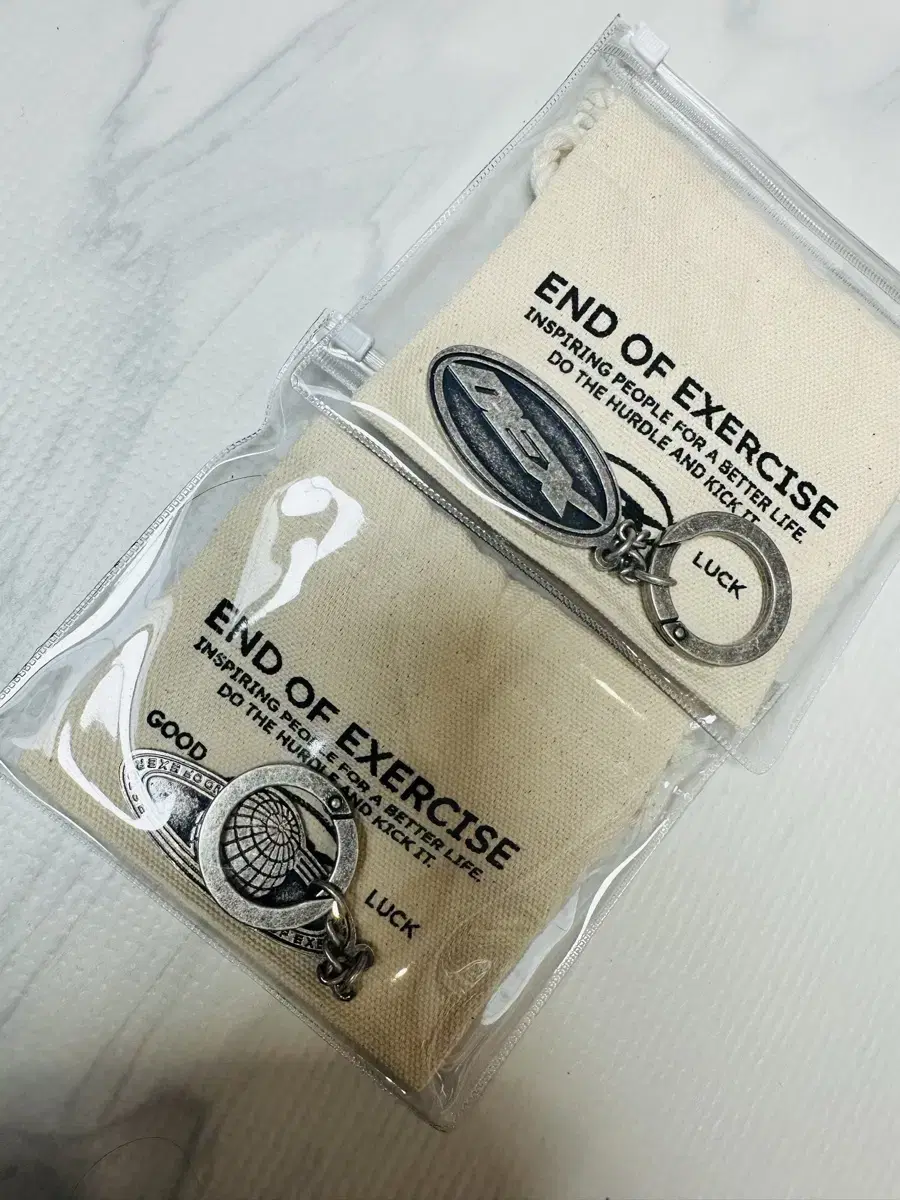 END OF EXERCISE
INSPIRING PEOPLE FOR A BETTER LIFE.
DO THE HURDLE AND KICK IT.
LUCK
END OF EXERCISE
INSPIRING PEOPLE FOR A BETTER LIFE.
DO THE HURDLE AND KICK IT.
GOOD
LUCK